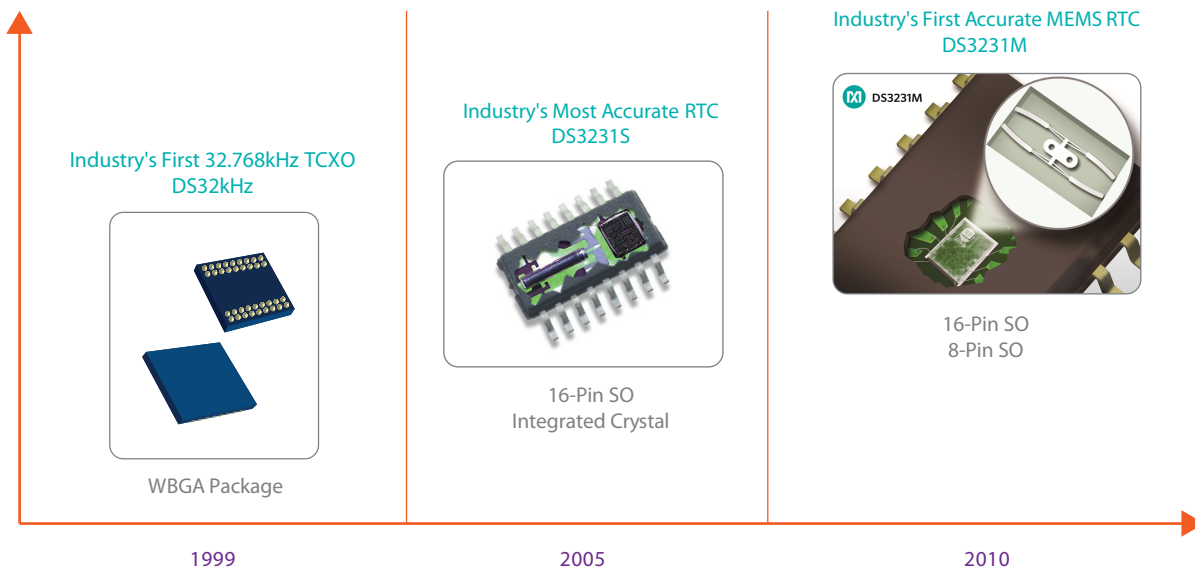 Industry's First 32.768kHz TCXO
DS32kHz
WBGA Package
1999
Industry's Most Accurate RTC
DS3231S
16-Pin SO
Integrated Crystal
2005
Industry's First Accurate MEMS RTC
DS3231M
DS3231M
16-Pin SO
8-Pin SO
2010